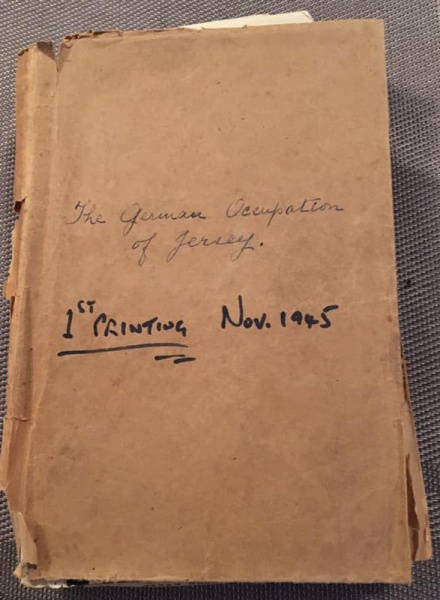 The German Occupation
of Jersey.
1ST PRINTING Nov. 1945